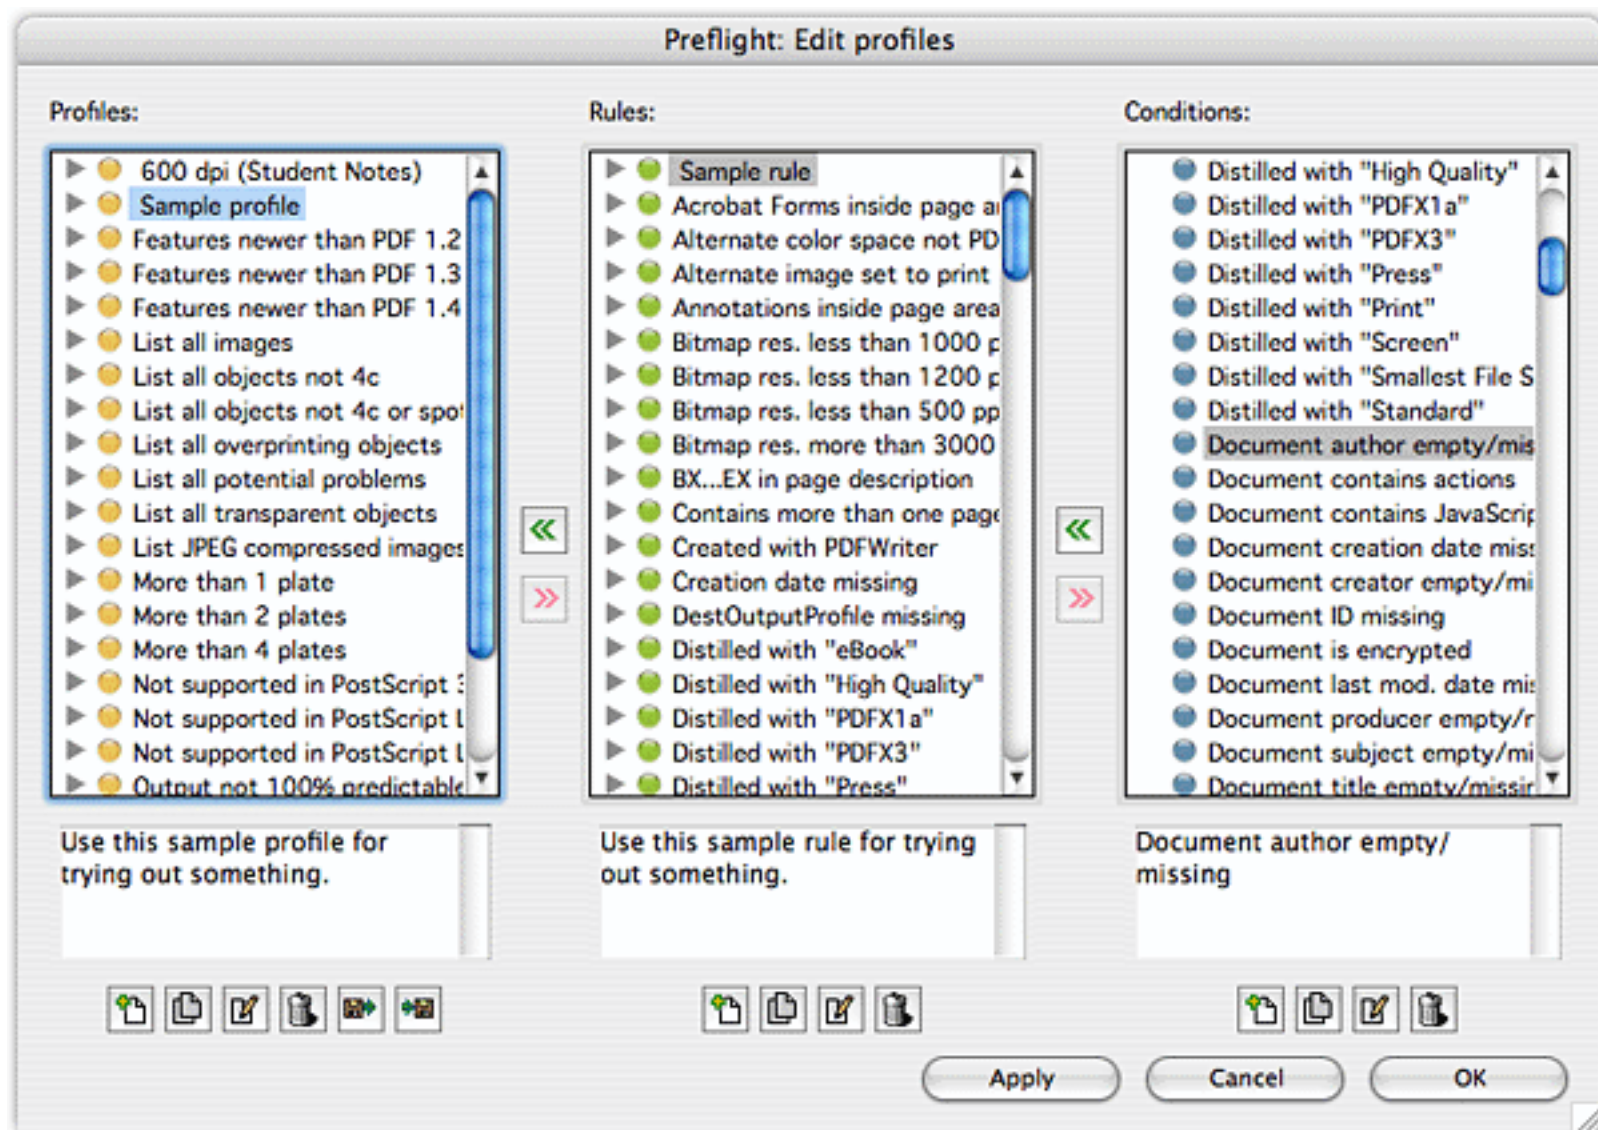 Preflight: Edit profiles
Profiles:
600 dpi (Student Notes)
Sample profile
Features newer than PDF 1.2
Features newer than PDF 1.3
Features newer than PDF 1.4
List all images
List all objects not 4c
List all objects not 4c or spot
List all overprinting objects
List all potential problems
List all transparent objects
List JPEG compressed images
More than 1 plate
More than 2 plates
More than 4 plates
Not supported in PostScript 3
Not supported in PostScript L
Not supported in PostScript L
Output not 100% predictable
Use this sample profile for
trying out something.
Rules:
Sample rule
Acrobat Forms inside page a
Alternate color space not PD
Alternate image set to print
Annotations inside page area
Bitmap res. less than 1000 p
Bitmap res. less than 1200 p
Bitmap res. less than 500 pp
Bitmap res. more than 3000
BX...EX in page description
Contains more than one page
Created with PDFWriter
Creation date missing
DestOutputProfile missing
Distilled with "eBook"
Distilled with "High Quality"
Distilled with "PDFX1a"
Distilled with "PDFX3"
Distilled with "Press"
Use this sample rule for trying
out something.
Conditions:
Distilled with "High Quality"
Distilled with "PDFX1a"
Distilled with "PDFX3"
Distilled with "Press"
Distilled with "Print"
Distilled with "Screen"
Distilled with "Smallest File S
Distilled with "Standard"
Document author empty/mis
Document contains actions
Document contains JavaScrip
Document creation date miss
Document creator empty/mi
Document ID missing
Document is encrypted
Document last mod. date mis
Document producer empty/r
Document subject empty/mi
Document title empty/missir
Document author empty/
missing
Apply
Cancel
OK